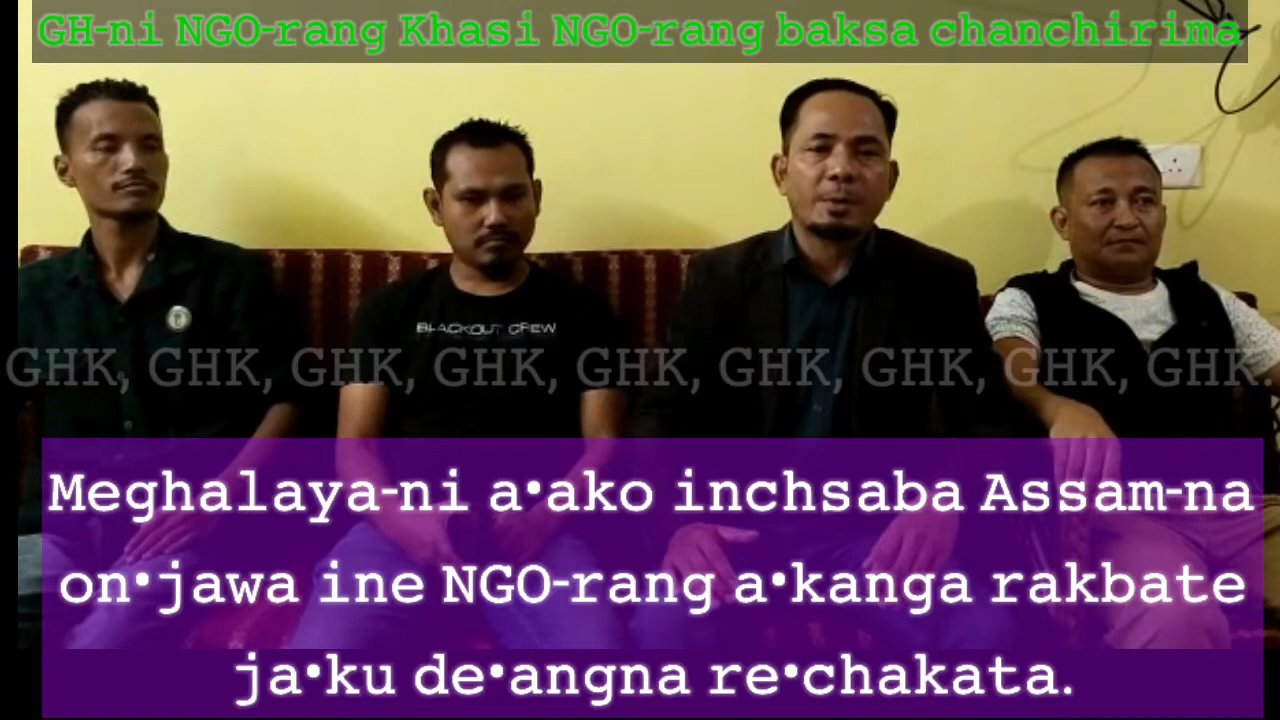 GH-ni NGO-rang Khasi NGO-rang baksa chanchirima
BLACKOUT CREW
GHK, GHK, GHK, GHK, GHK, GHK, GHK, GHK, GHK.
Meghalaya-ni a•ako inchsaba Assam-na
on•jawa ine NGO-rang a•kanga rakbate
ja•ku de•angna re•chakata.